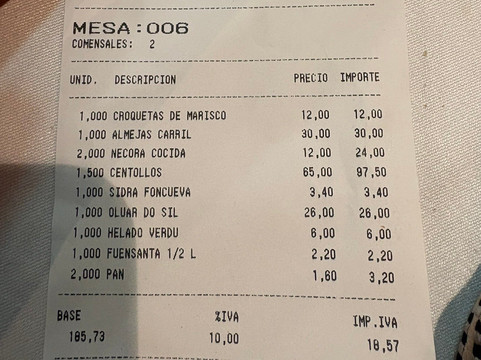 MESA:006
COMENSALES: 2
UNID. DESCRIPCION PRECIO IMPORTE
1,000 CROQUETAS DE MARISCO 12,00 12,00
1,000 ALMEJAS CARRIL 30,00 30,00
2,000 NECORA COCIDA 12,00 24,00
1,500 CENTOLLOS 65,00 97,50
1,000 SIDRA FONCUEVA 3,40 3,40
1,000 OLUAR DO SIL 26,00 26,00
1,000 HELADO VERDU 6,00 6,00
1,000 FUENSANTA 1/2 L 2,20 2,20
2,000 PAN 1,60 3,20
BASE %IVA IMP.IVA
185,73 10,00 18,57